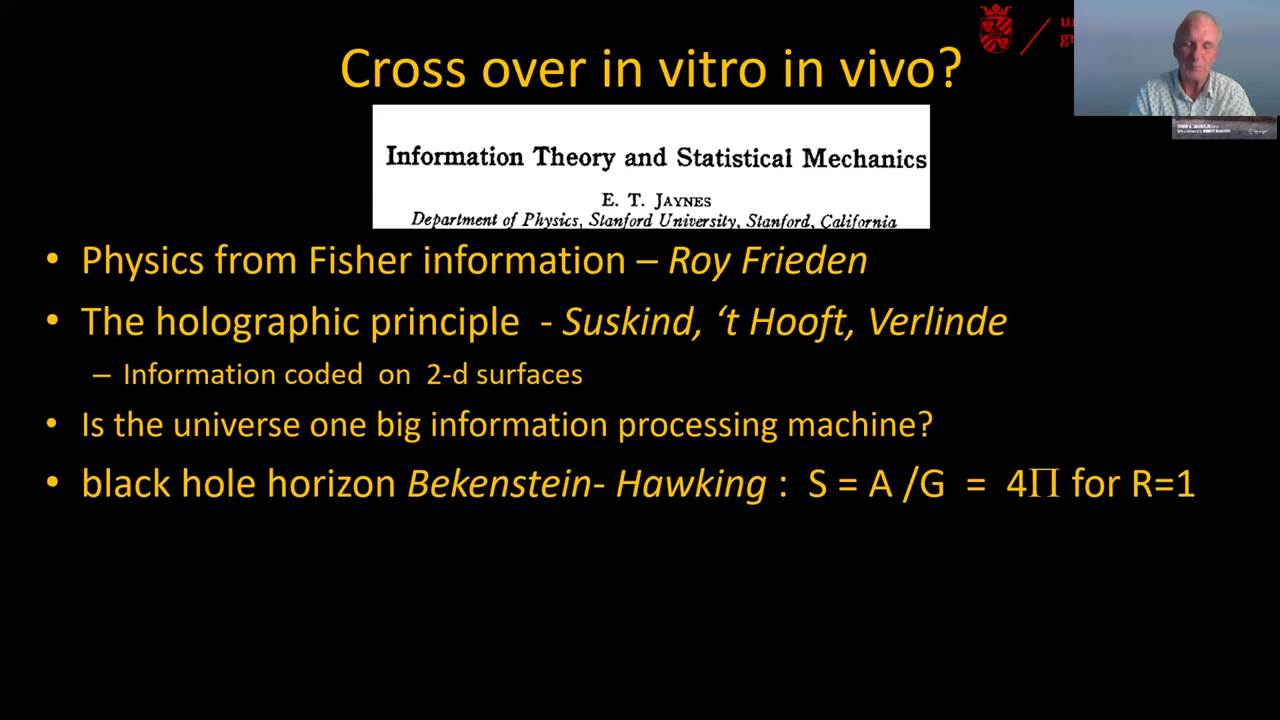 Cross over in vitro in vivo?
Information Theory and Statistical Mechanics
E. T. JAYNES
Department of Physics, Stanford University, Stanford, California
• Physics from Fisher information – Roy Frieden
• The holographic principle - Suskind, ‘t Hooft, Verlinde
– Information coded on 2-d surfaces
• Is the universe one big information processing machine?
• black hole horizon Bekenstein- Hawking : S = A /G = 4Π for R=1